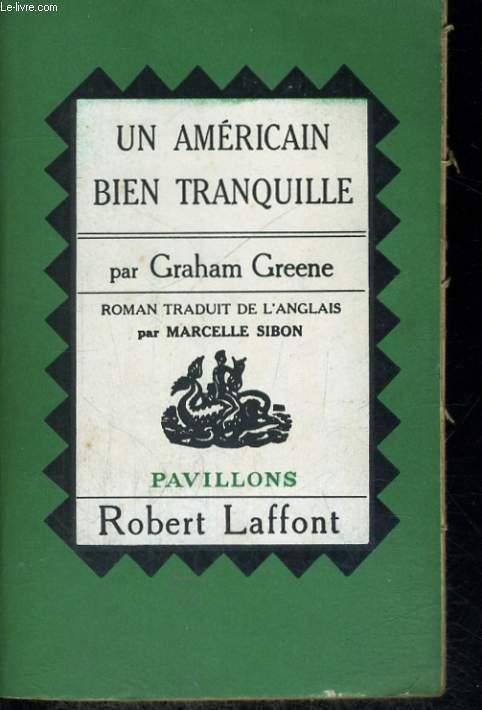 Le-livre.com
UN AMÉRICAIN
BIEN TRANQUILLE
par Graham Greene
ROMAN TRADUIT DE L'ANGLAIS
par MARCELLE SIBON
PAVILLONS
Robert Laffont